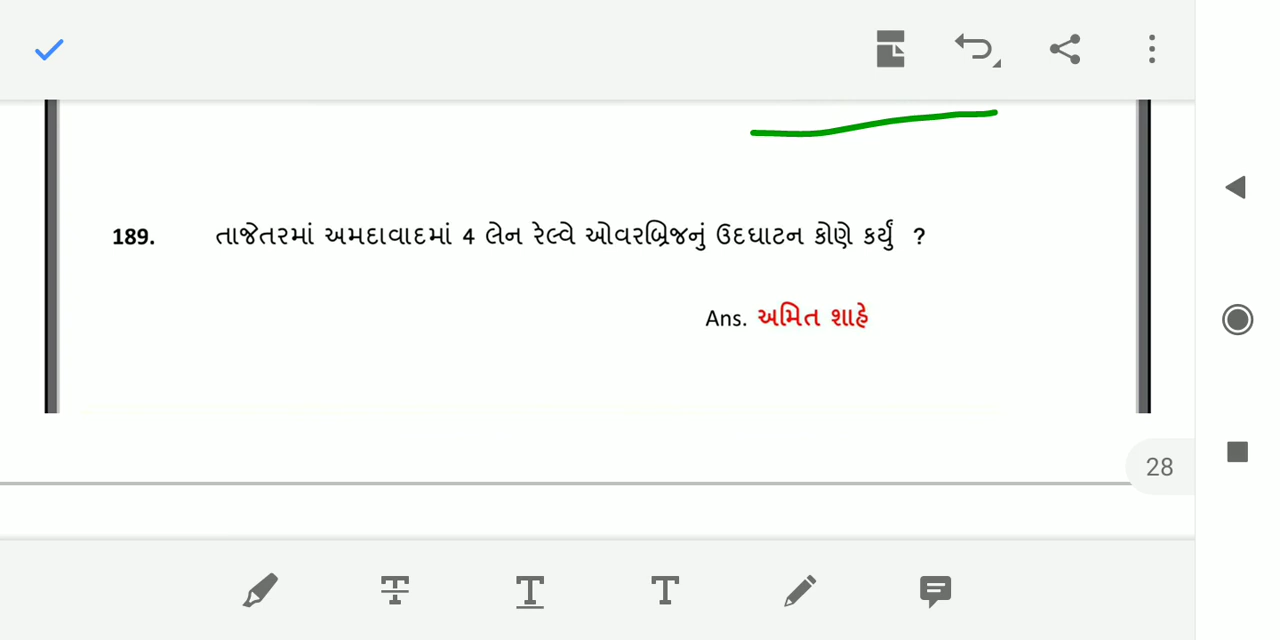 189. તાજેતરમાં અમદાવાદમાં 4 લેન રેલ્વે ઓવરબ્રિજનું ઉદઘાટન કોણે કર્યું ?
Ans. અમિત શાહે
28